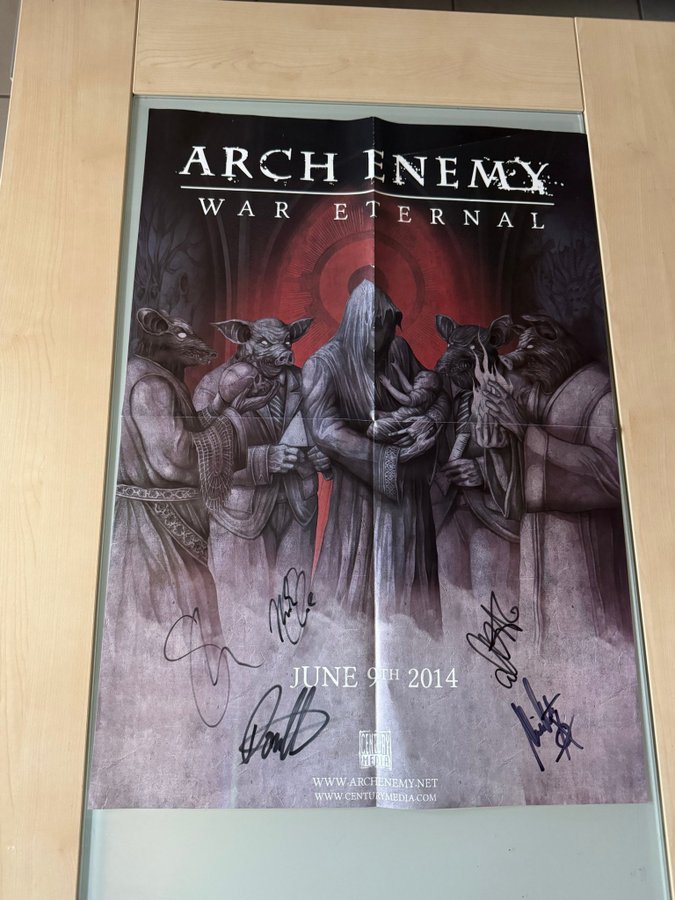 ARCH ENEMY
WAR ETERNAL
JUNE 9TH 2014
CENTURY
MEDIA
WWW.ARCHENEMY.NET
WWW.CENTURYMEDIA.COM